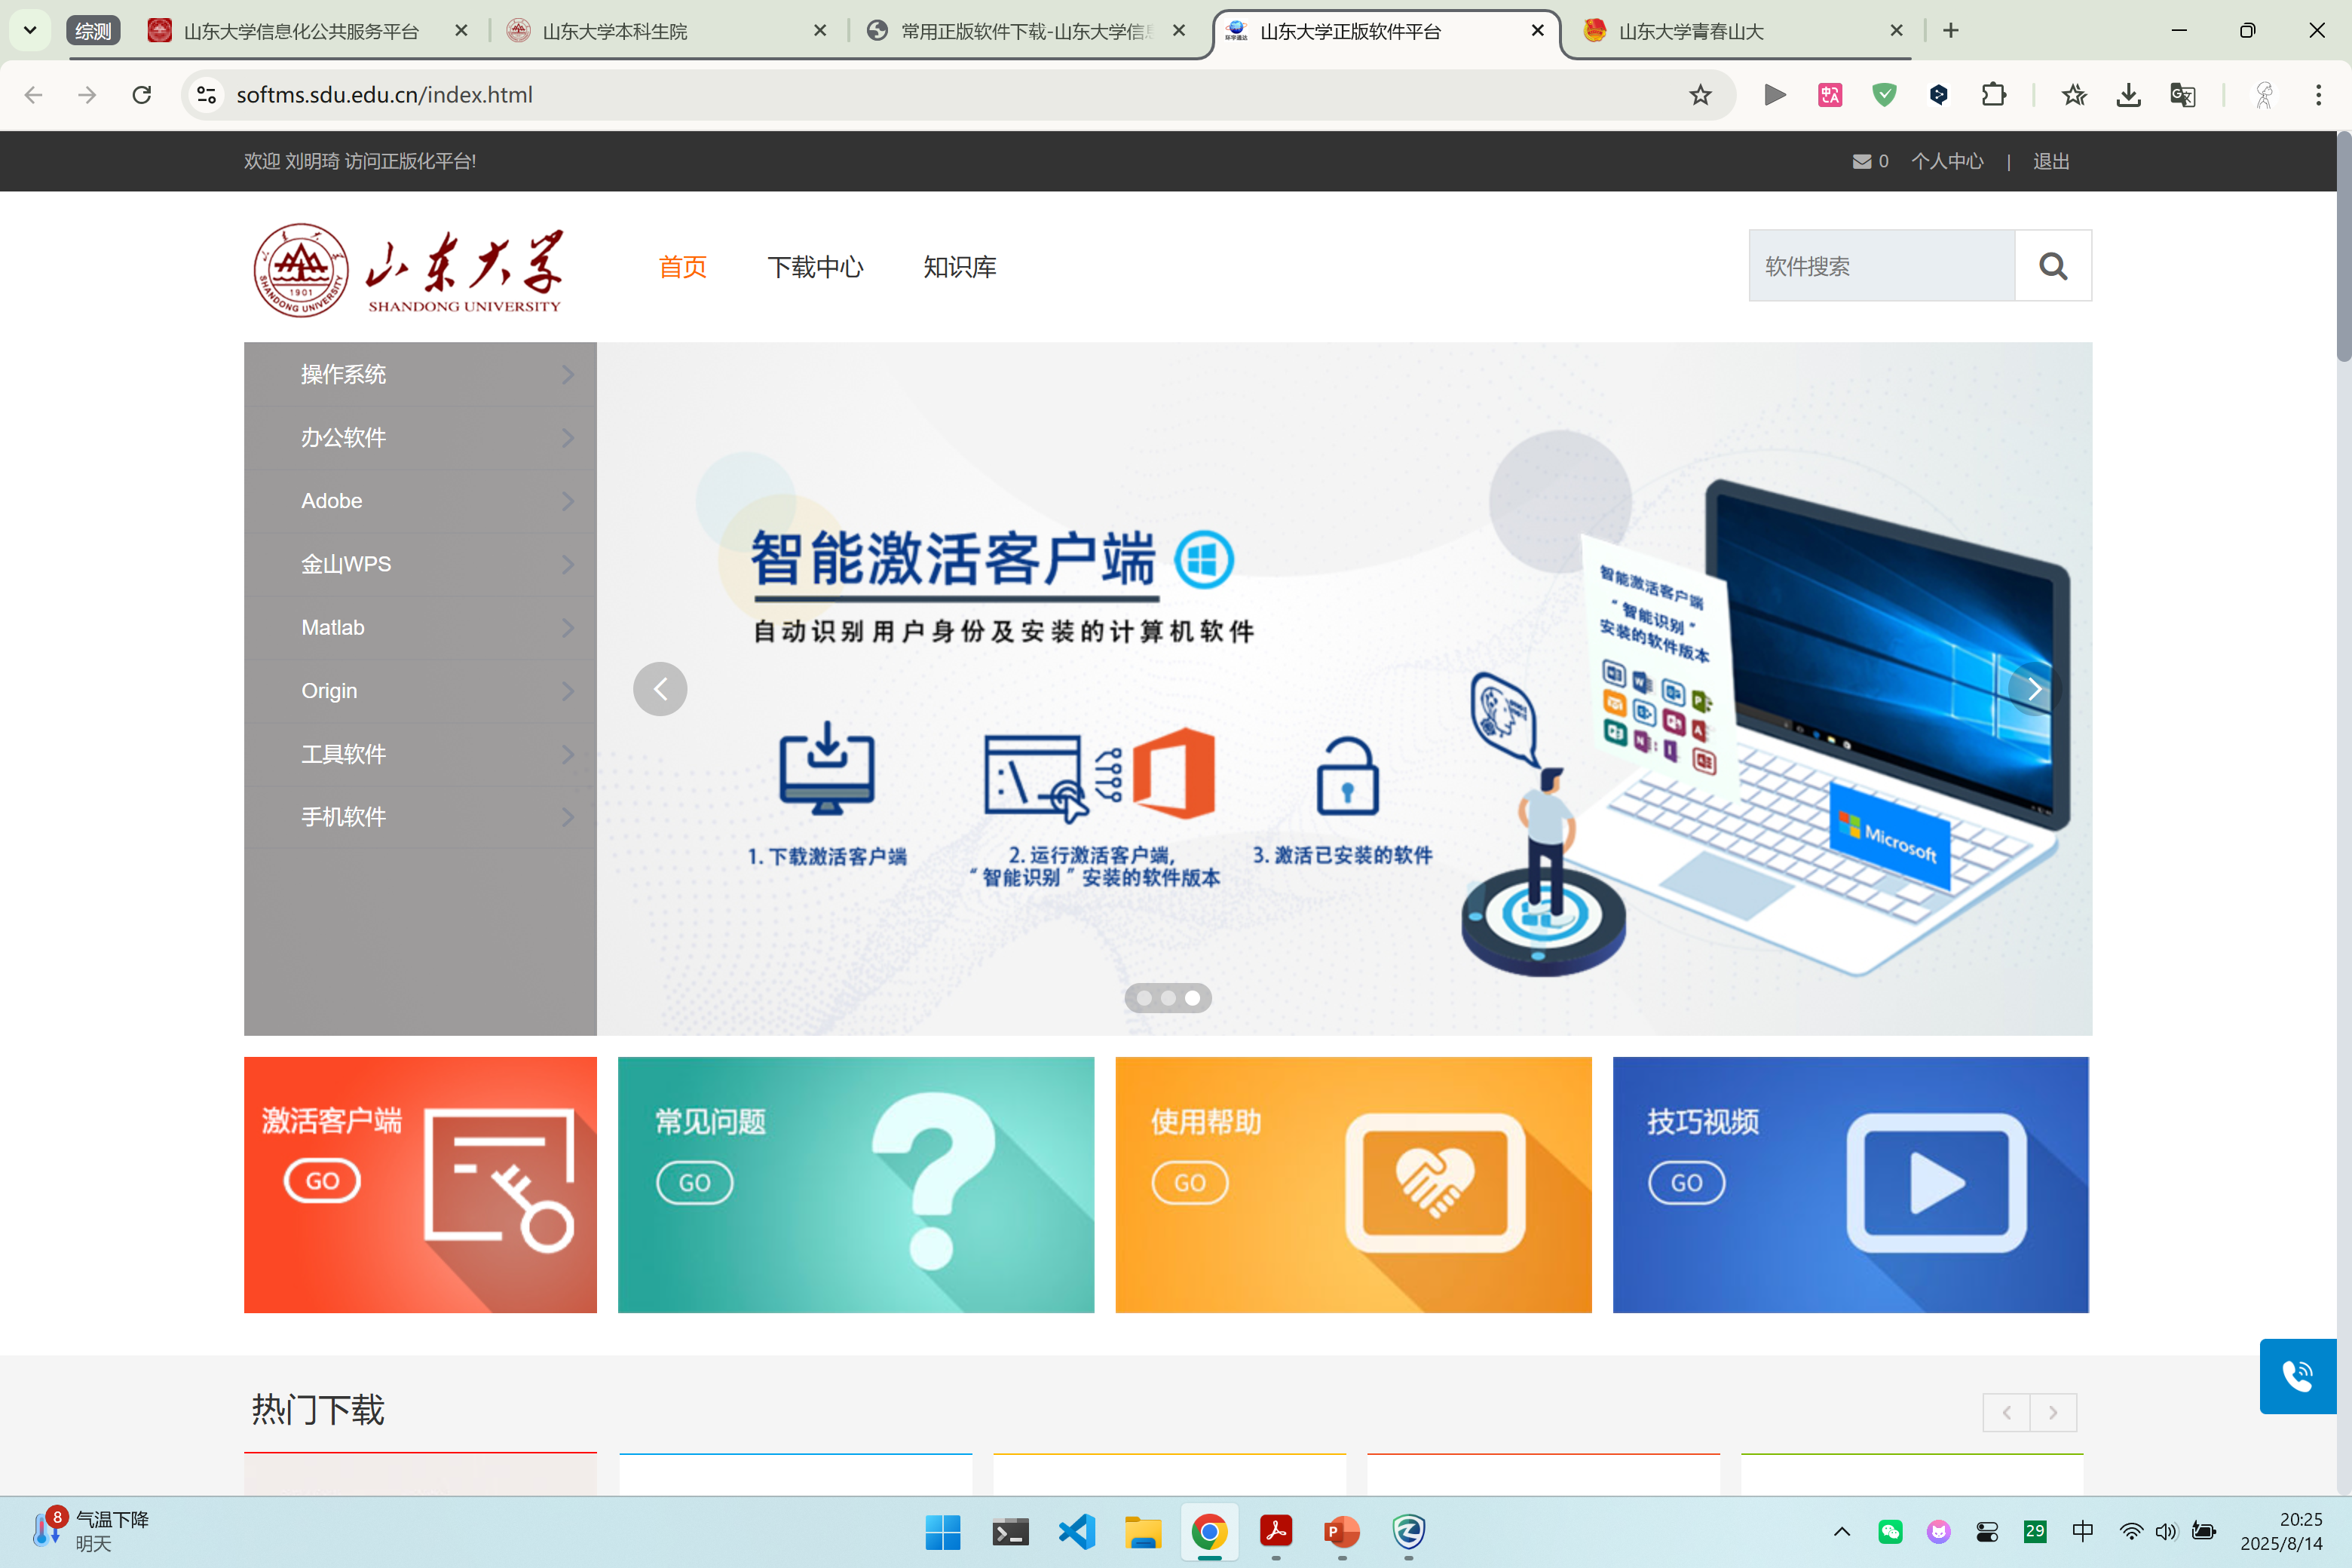 综测
山东大学信息化公共服务平台
山东大学本科生院
常用正版软件下载-山东大学信息
山东大学正版软件平台
山东大学青春山大
softms.sdu.edu.cn/index.html
欢迎 刘明琦 访问正版化平台!
0 个人中心 | 退出
山东大学
SHANDONG UNIVERSITY
1901
SHANDONG UNIVERSITY
首页 下载中心 知识库
软件搜索
操作系统
办公软件
Adobe
金山WPS
Matlab
Origin
工具软件
手机软件
智能激活客户端
自动识别用户身份及安装的计算机软件
1. 下载激活客户端
2. 运行激活客户端,
“智能识别”安装的软件版本
3. 激活已安装的软件
智能激活客户端
“智能识别”
安装的软件版本
Microsoft
激活客户端
GO
常见问题
GO
使用帮助
GO
技巧视频
GO
热门下载
8
气温下降
明天
29
中
20:25
2025/8/14